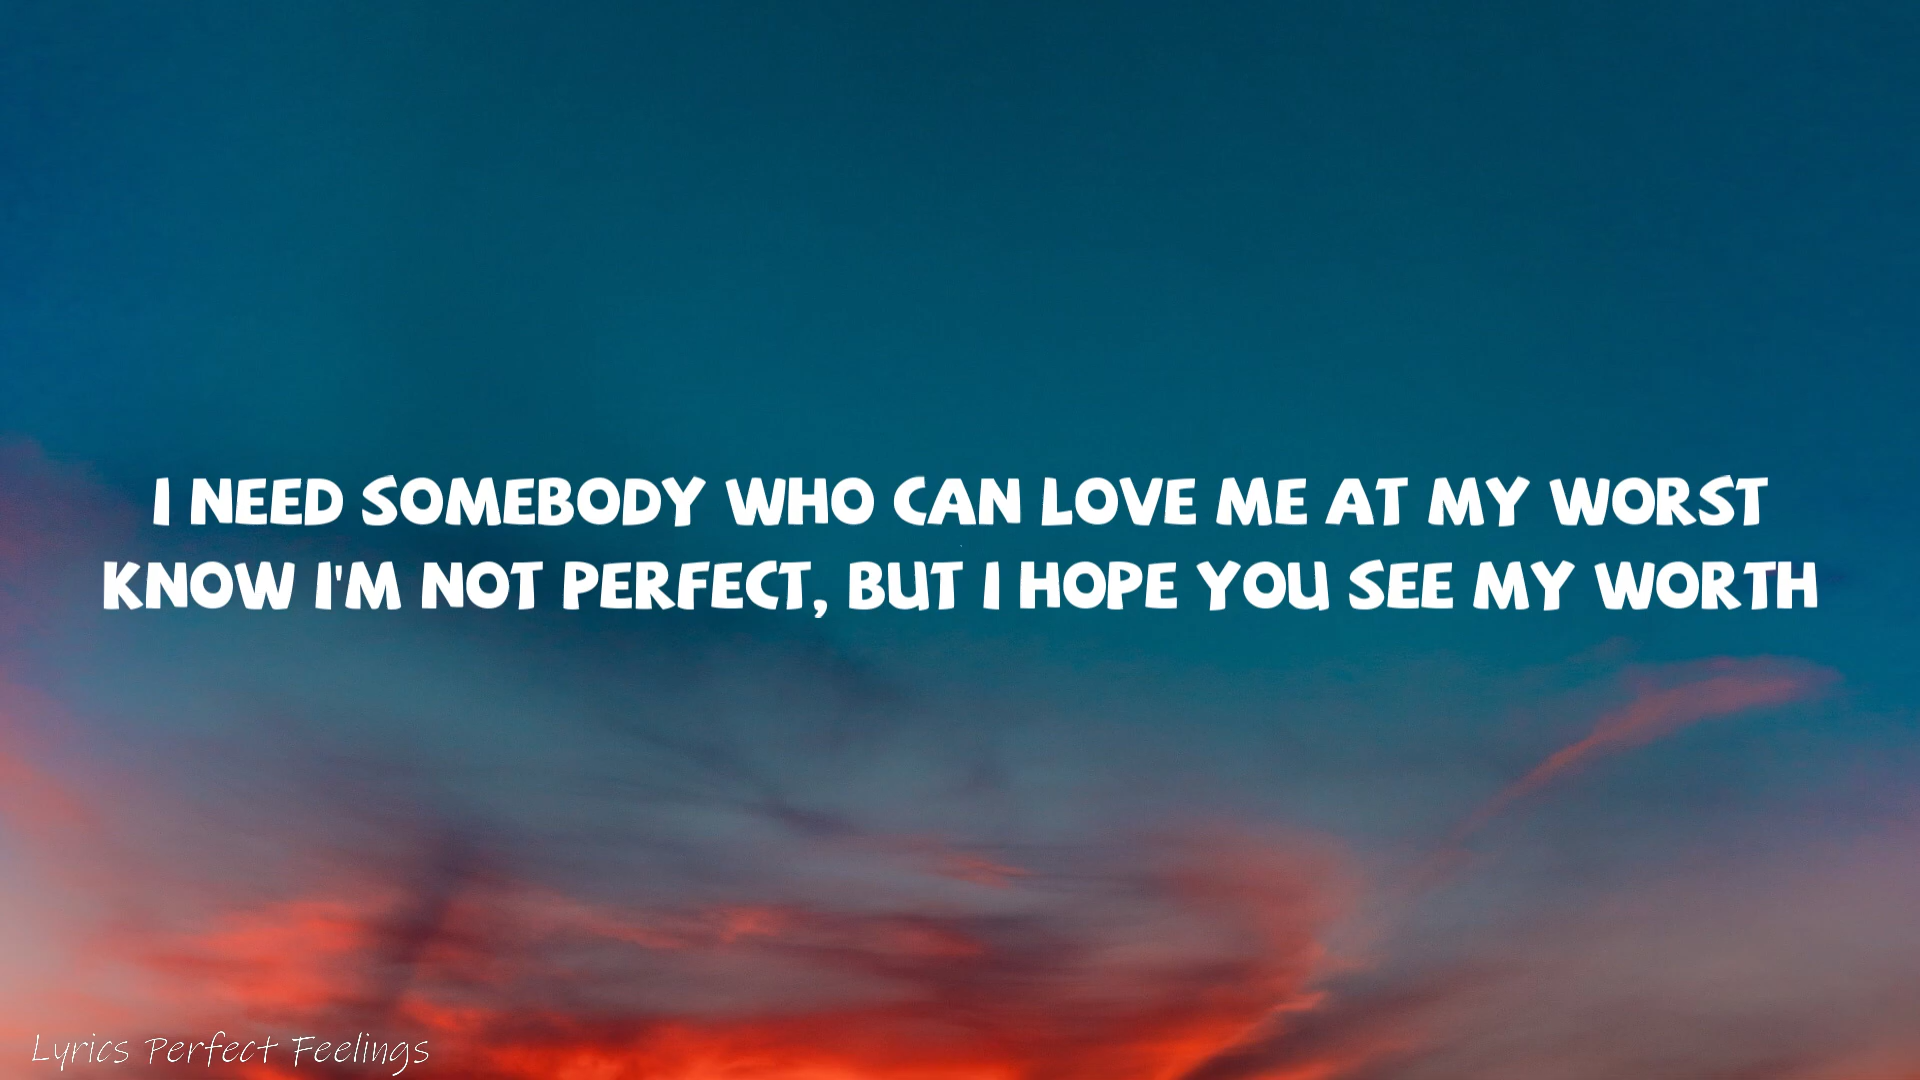 I NEED SOMEBODY WHO CAN LOVE ME AT MY WORST
KNOW I'M NOT PERFECT, BUT I HOPE YOU SEE MY WORTH
Lyrics Perfect Feelings